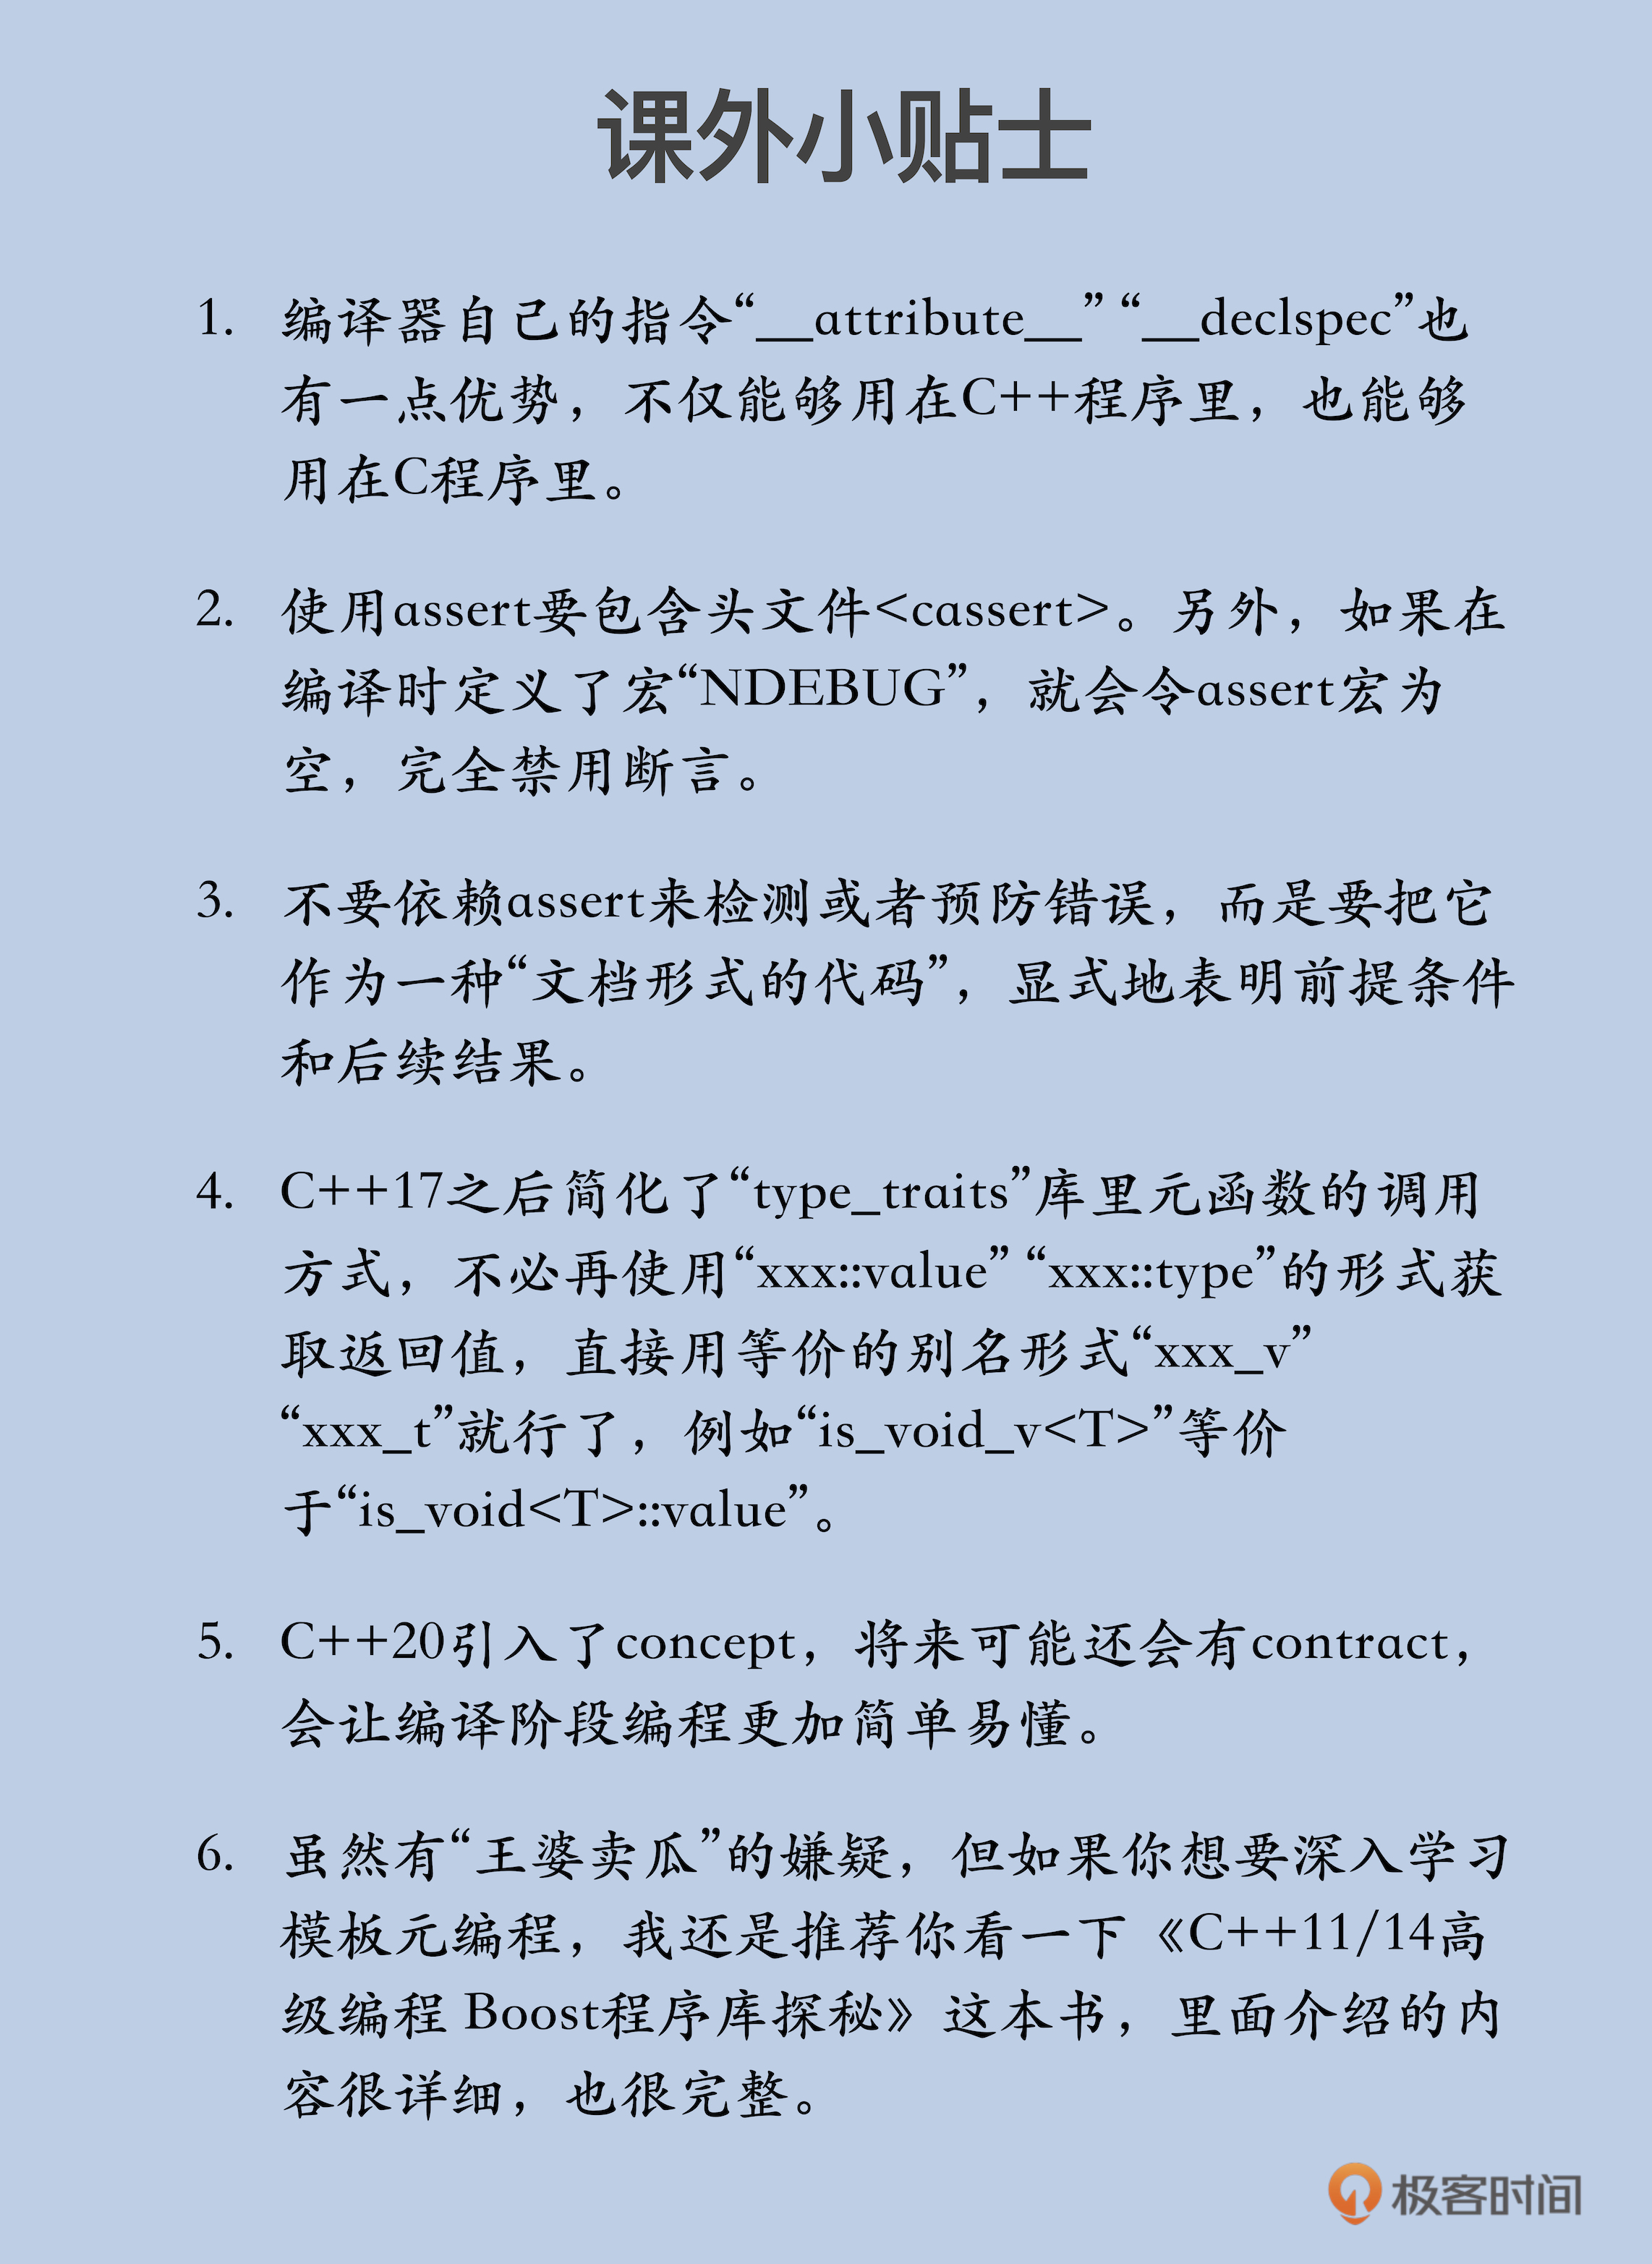 课外小贴士
1. 编译器自己的指令“__attribute__” “__declspec”也
有一点优势，不仅能够用在C++程序里，也能够
用在C程序里。
2. 使用assert要包含头文件<cassert>。另外，如果在
编译时定义了宏“NDEBUG”，就会令assert宏为
空，完全禁用断言。
3. 不要依赖assert来检测或者预防错误，而是要把它
作为一种“文档形式的代码”，显式地表明前提条件
和后续结果。
4. C++17之后简化了“type_traits”库里元函数的调用
方式，不必再使用“xxx::value” “xxx::type”的形式获
取返回值，直接用等价的别名形式“xxx_v”
“xxx_t”就行了，例如“is_void_v<T>”等价
于“is_void<T>::value”。
5. C++20引入了concept，将来可能还会有contract，
会让编译阶段编程更加简单易懂。
6. 虽然有“王婆卖瓜”的嫌疑，但如果你想要深入学习
模板元编程，我还是推荐你看一下《C++11/14高
级编程 Boost程序库探秘》这本书，里面介绍的内
容很详细，也很完整。
极客时间